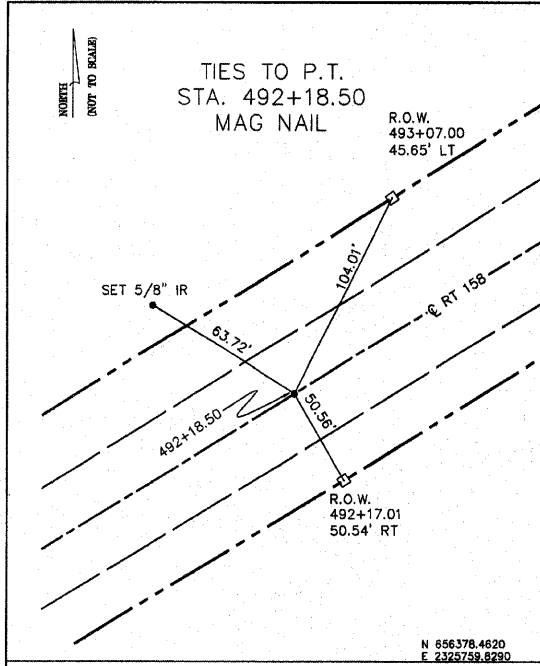 NORTH
(NOT TO SCALE)
TIES TO P.T.
STA. 492+18.50
MAG NAIL
R.O.W.
493+07.00
45.65' LT
104.01'
SET 5/8" IR
℄ RT 158
63.72'
492+18.50
50.56'
R.O.W.
492+17.01
50.54' RT
N 656378.4620
E 2325759.8290